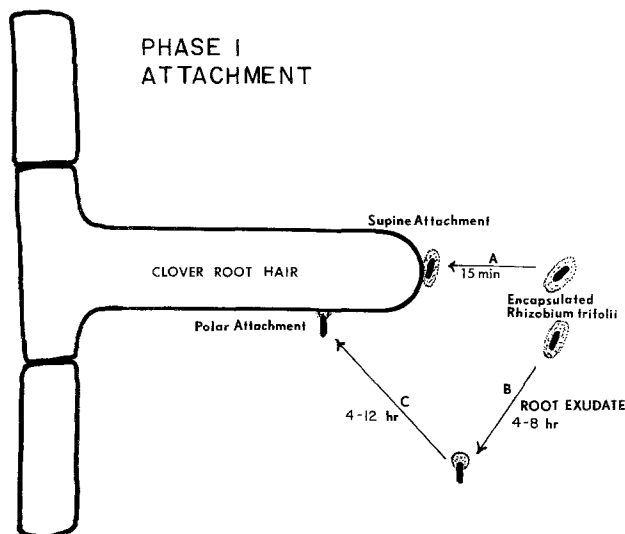 PHASE I
ATTACHMENT
Supine Attachment
A
15 min
CLOVER ROOT HAIR
Encapsulated
Rhizobium trifolii
Polar Attachment
C
4-12 hr
B
ROOT EXUDATE
4-8 hr